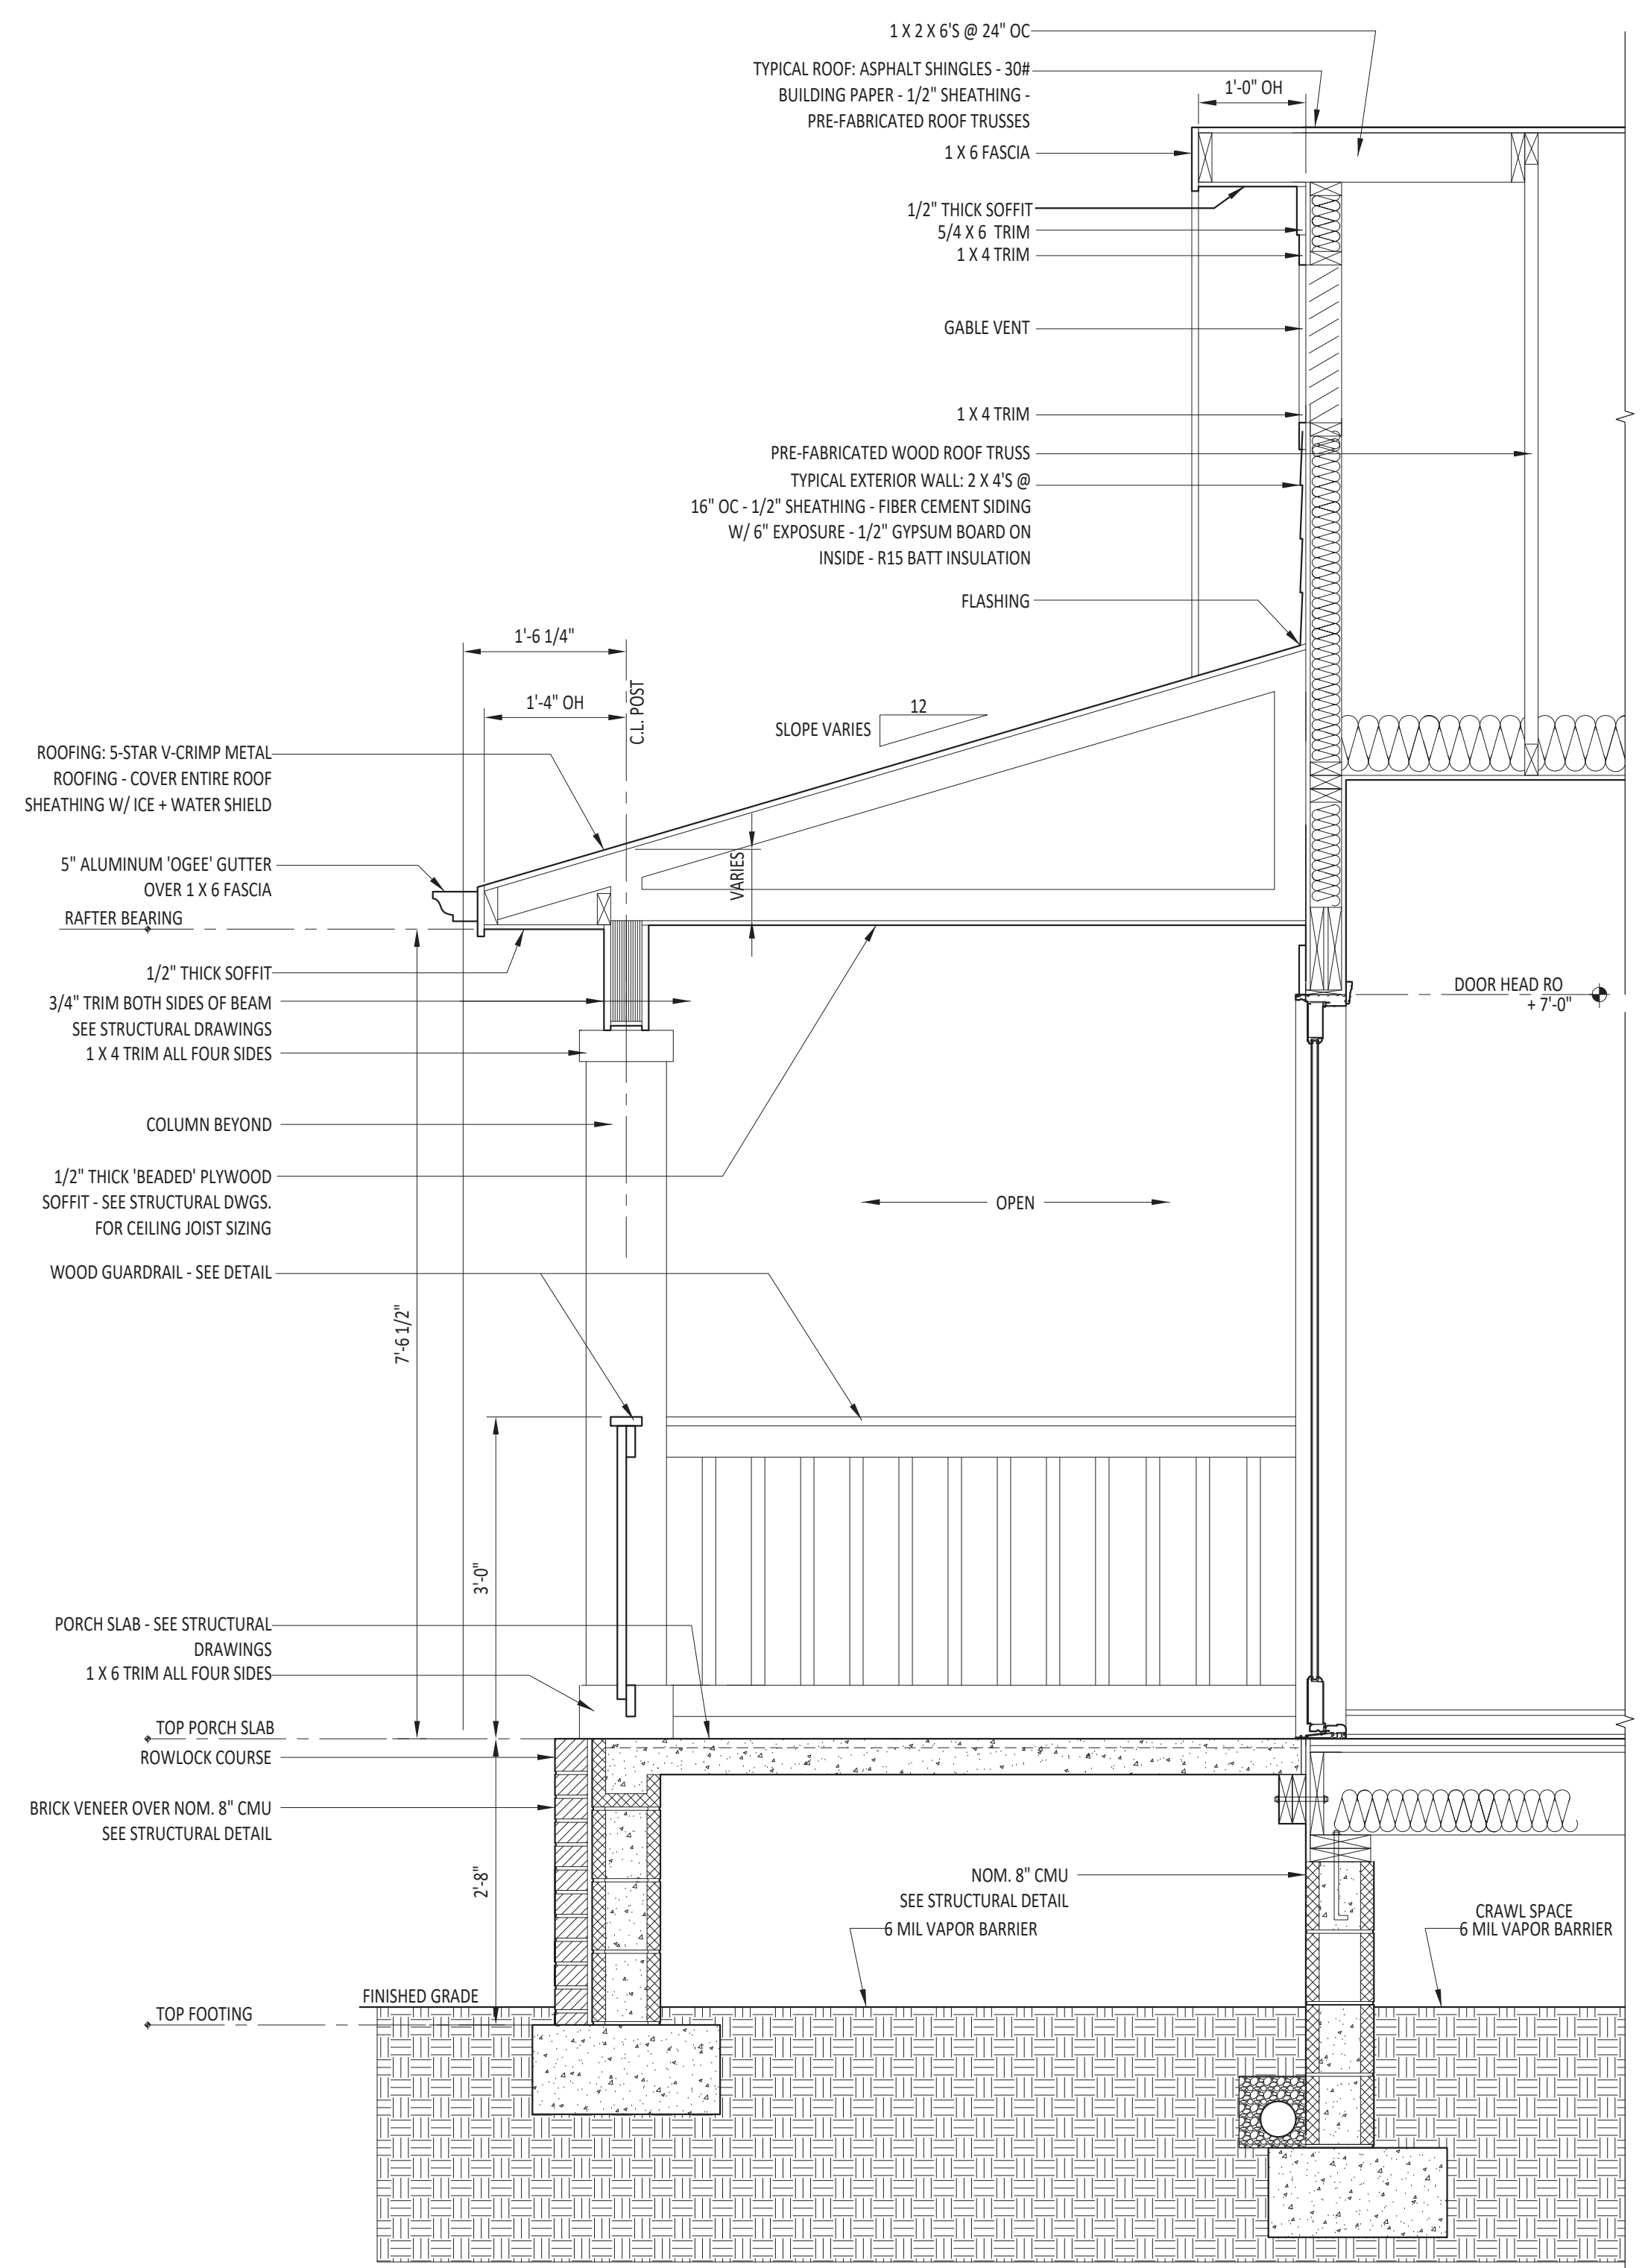 1 X 2 X 6'S @ 24" OC
TYPICAL ROOF: ASPHALT SHINGLES - 30#
BUILDING PAPER - 1/2" SHEATHING -
PRE-FABRICATED ROOF TRUSSES
1'-0" OH
1 X 6 FASCIA
1/2" THICK SOFFIT
5/4 X 6 TRIM
1 X 4 TRIM
GABLE VENT
1 X 4 TRIM
PRE-FABRICATED WOOD ROOF TRUSS
TYPICAL EXTERIOR WALL: 2 X 4'S @
16" OC - 1/2" SHEATHING - FIBER CEMENT SIDING
W/ 6" EXPOSURE - 1/2" GYPSUM BOARD ON
INSIDE - R15 BATT INSULATION
FLASHING
1'-6 1/4"
1'-4" OH
C.L. POST
12
SLOPE VARIES
ROOFING: 5-STAR V-CRIMP METAL
ROOFING - COVER ENTIRE ROOF
SHEATHING W/ ICE + WATER SHIELD
5" ALUMINUM 'OGEE' GUTTER
OVER 1 X 6 FASCIA
VARIES
RAFTER BEARING
1/2" THICK SOFFIT
3/4" TRIM BOTH SIDES OF BEAM
SEE STRUCTURAL DRAWINGS
1 X 4 TRIM ALL FOUR SIDES
DOOR HEAD RO
+ 7'-0"
COLUMN BEYOND
1/2" THICK 'BEADED' PLYWOOD
SOFFIT - SEE STRUCTURAL DWGS.
FOR CEILING JOIST SIZING
OPEN
WOOD GUARDRAIL - SEE DETAIL
7'-6 1/2"
3'-0"
PORCH SLAB - SEE STRUCTURAL
DRAWINGS
1 X 6 TRIM ALL FOUR SIDES
TOP PORCH SLAB
ROWLOCK COURSE
BRICK VENEER OVER NOM. 8" CMU
SEE STRUCTURAL DETAIL
2'-8"
NOM. 8" CMU
SEE STRUCTURAL DETAIL
6 MIL VAPOR BARRIER
CRAWL SPACE
6 MIL VAPOR BARRIER
FINISHED GRADE
TOP FOOTING